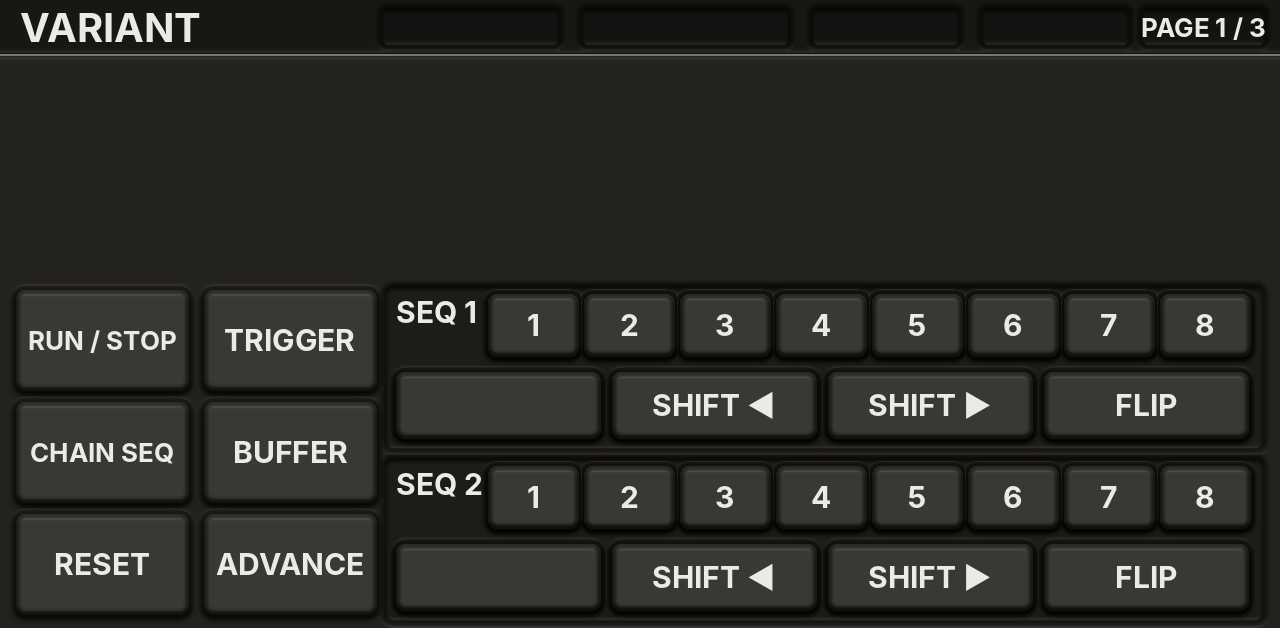 VARIANT PAGE 1 / 3
RUN / STOP TRIGGER
CHAIN SEQ BUFFER
RESET ADVANCE
SEQ 1 1 2 3 4 5 6 7 8
SHIFT ◀ SHIFT ▶ FLIP
SEQ 2 1 2 3 4 5 6 7 8
SHIFT ◀ SHIFT ▶ FLIP